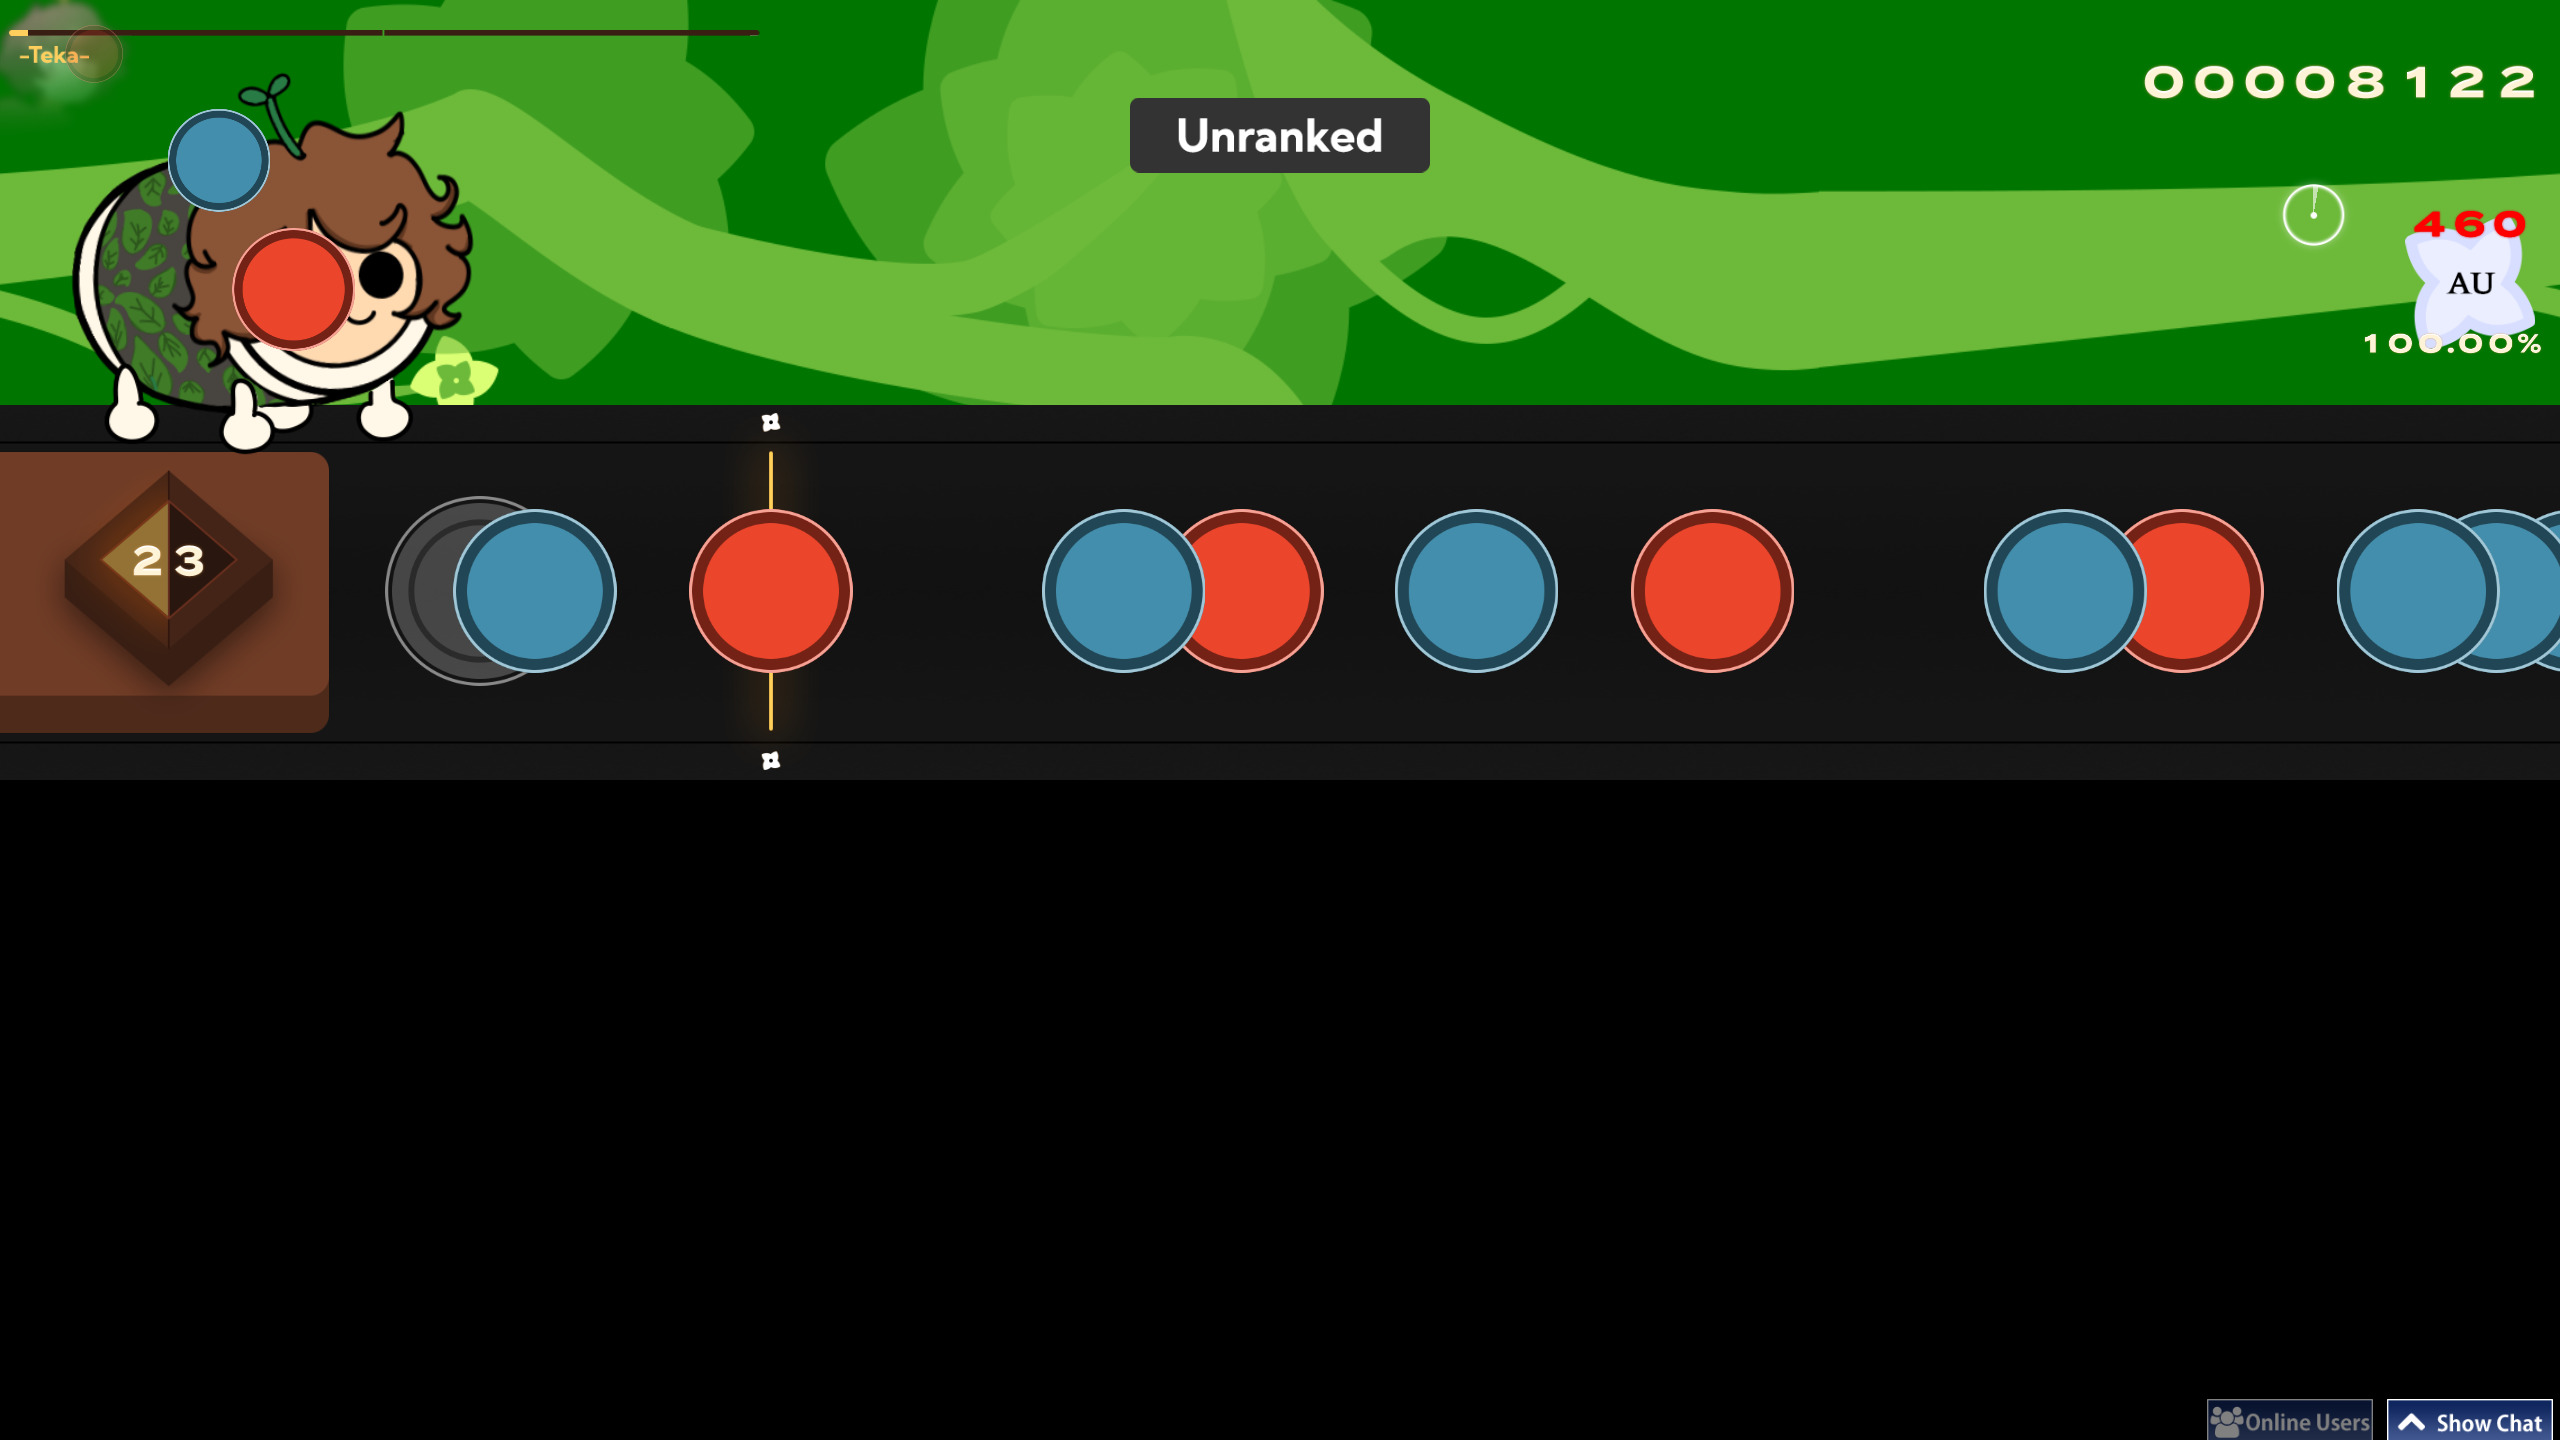 -Teka-
00008122
Unranked
460
AU
100.00%
23
Online Users
Show Chat